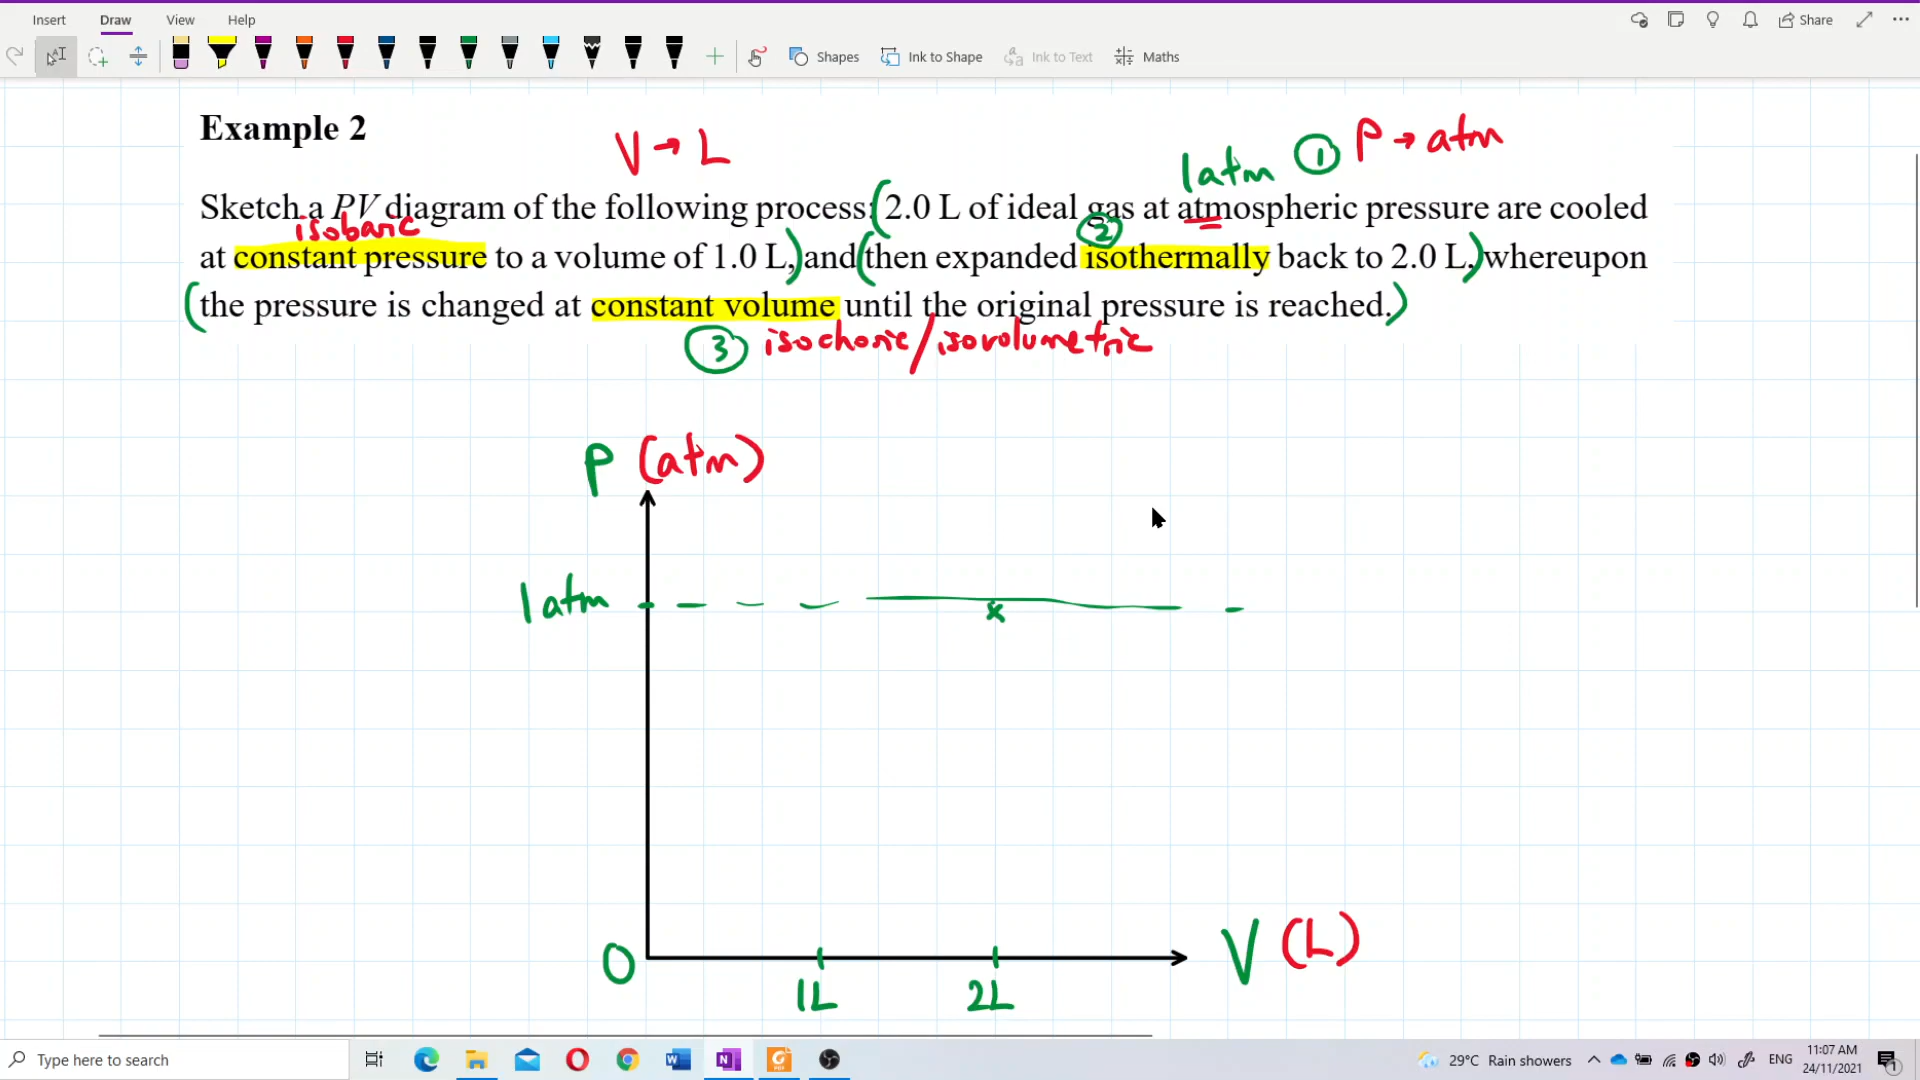 Insert Draw View Help Share
Shapes Ink to Shape Ink to Text Maths
Example 2
V → L
1atm ① P → atm
Sketch a PV diagram of the following process: (2.0 L of ideal gas at atmospheric pressure are cooled
isobaric ②
at constant pressure to a volume of 1.0 L,) and (then expanded isothermally back to 2.0 L,) whereupon
(the pressure is changed at constant volume until the original pressure is reached.)
③ isochoric/isovolumetric
P (atm)
1atm
x
V (L)
0
1L 2L
Type here to search
29°C Rain showers ENG 11:07 AM
24/11/2021
1